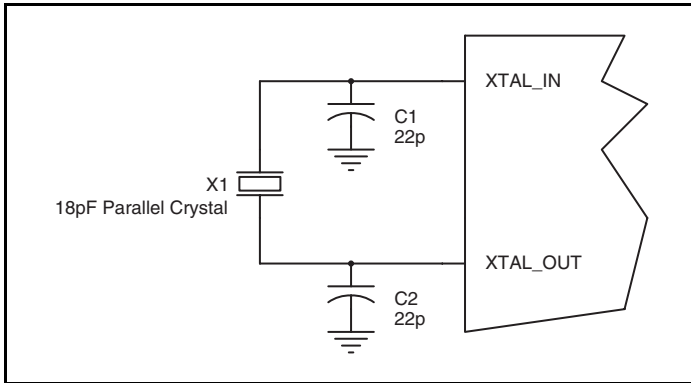 XTAL_IN
C1
22p
X1
18pF Parallel Crystal
XTAL_OUT
C2
22p